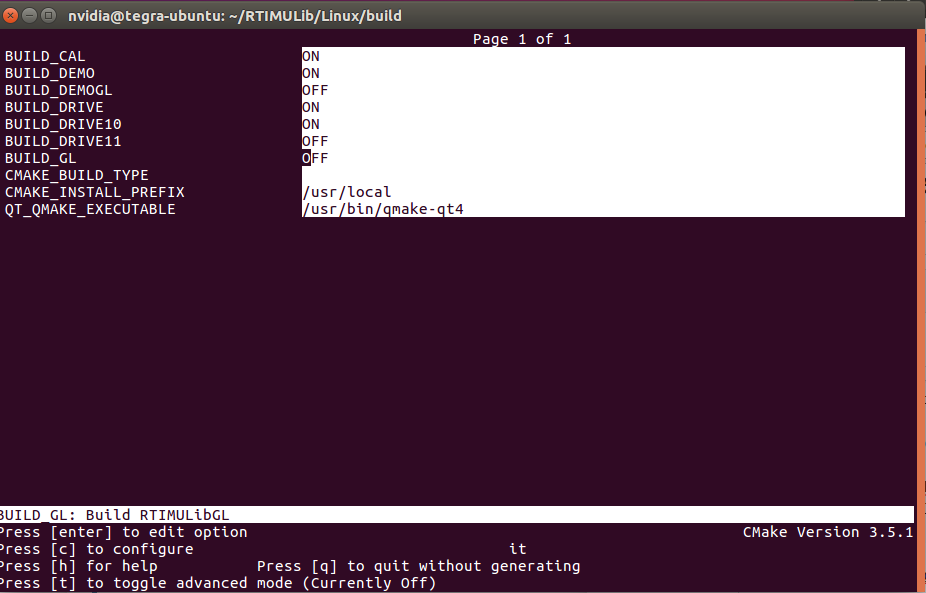 nvidia@tegra-ubuntu: ~/RTIMULib/Linux/build
Page 1 of 1
BUILD_CAL ON
BUILD_DEMO ON
BUILD_DEMOGL OFF
BUILD_DRIVE ON
BUILD_DRIVE10 ON
BUILD_DRIVE11 OFF
BUILD_GL OFF
CMAKE_BUILD_TYPE
CMAKE_INSTALL_PREFIX /usr/local
QT_QMAKE_EXECUTABLE /usr/bin/qmake-qt4
BUILD_GL: Build RTIMULibGL
Press [enter] to edit option CMake Version 3.5.1
Press [c] to configure it
Press [h] for help Press [q] to quit without generating
Press [t] to toggle advanced mode (Currently Off)